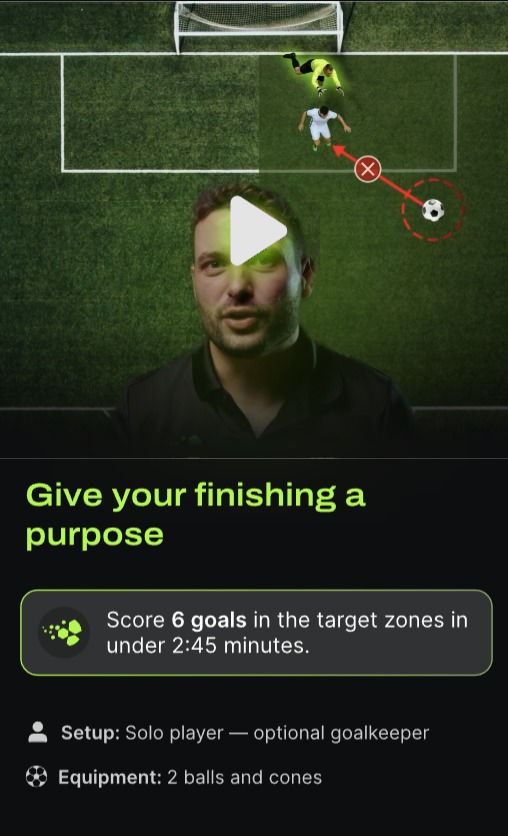 Give your finishing a
purpose
Score 6 goals in the target zones in
under 2:45 minutes.
Setup: Solo player — optional goalkeeper
Equipment: 2 balls and cones